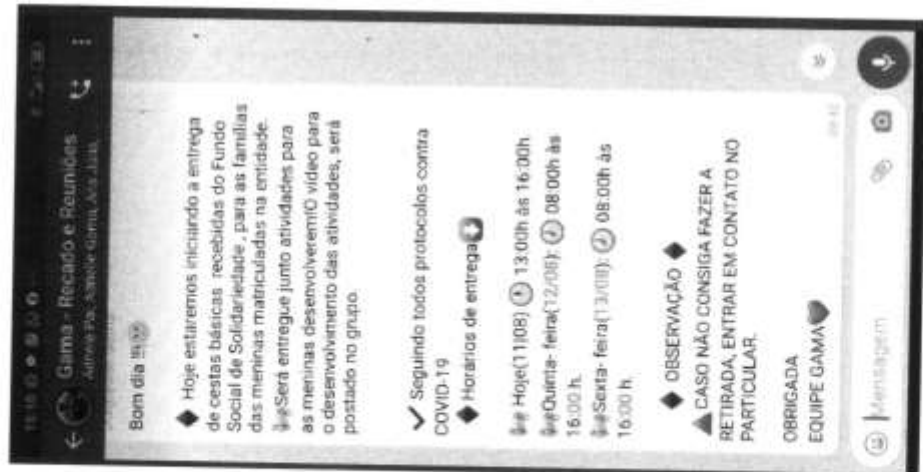 Gama - Recado e Reuniões
Bom dia !!!
Hoje estaremos iniciando a entrega
de cestas básicas recebidas do Fundo
Social de Solidariedade, para as famílias
das meninas matriculadas na entidade.
Será entregue junto atividades para
as meninas desenvolverem!O vídeo para
o desenvolvimento das atividades, será
postado no grupo.
✔ Seguindo todos protocolos contra
COVID-19
♦ Horários de entrega⬇
Hoje(11|08) 13:00h às 16:00h
Quinta- feira(12/08): 08:00h às
16:00 h.
Sexta- feira(13/08): 08:00h às
16:00 h.
♦ OBSERVAÇÃO ♦
CASO NÃO CONSIGA FAZER A
RETIRADA, ENTRAR EM CONTATO NO
PARTICULAR.
OBRIGADA
EQUIPE GAMA
Mensagem